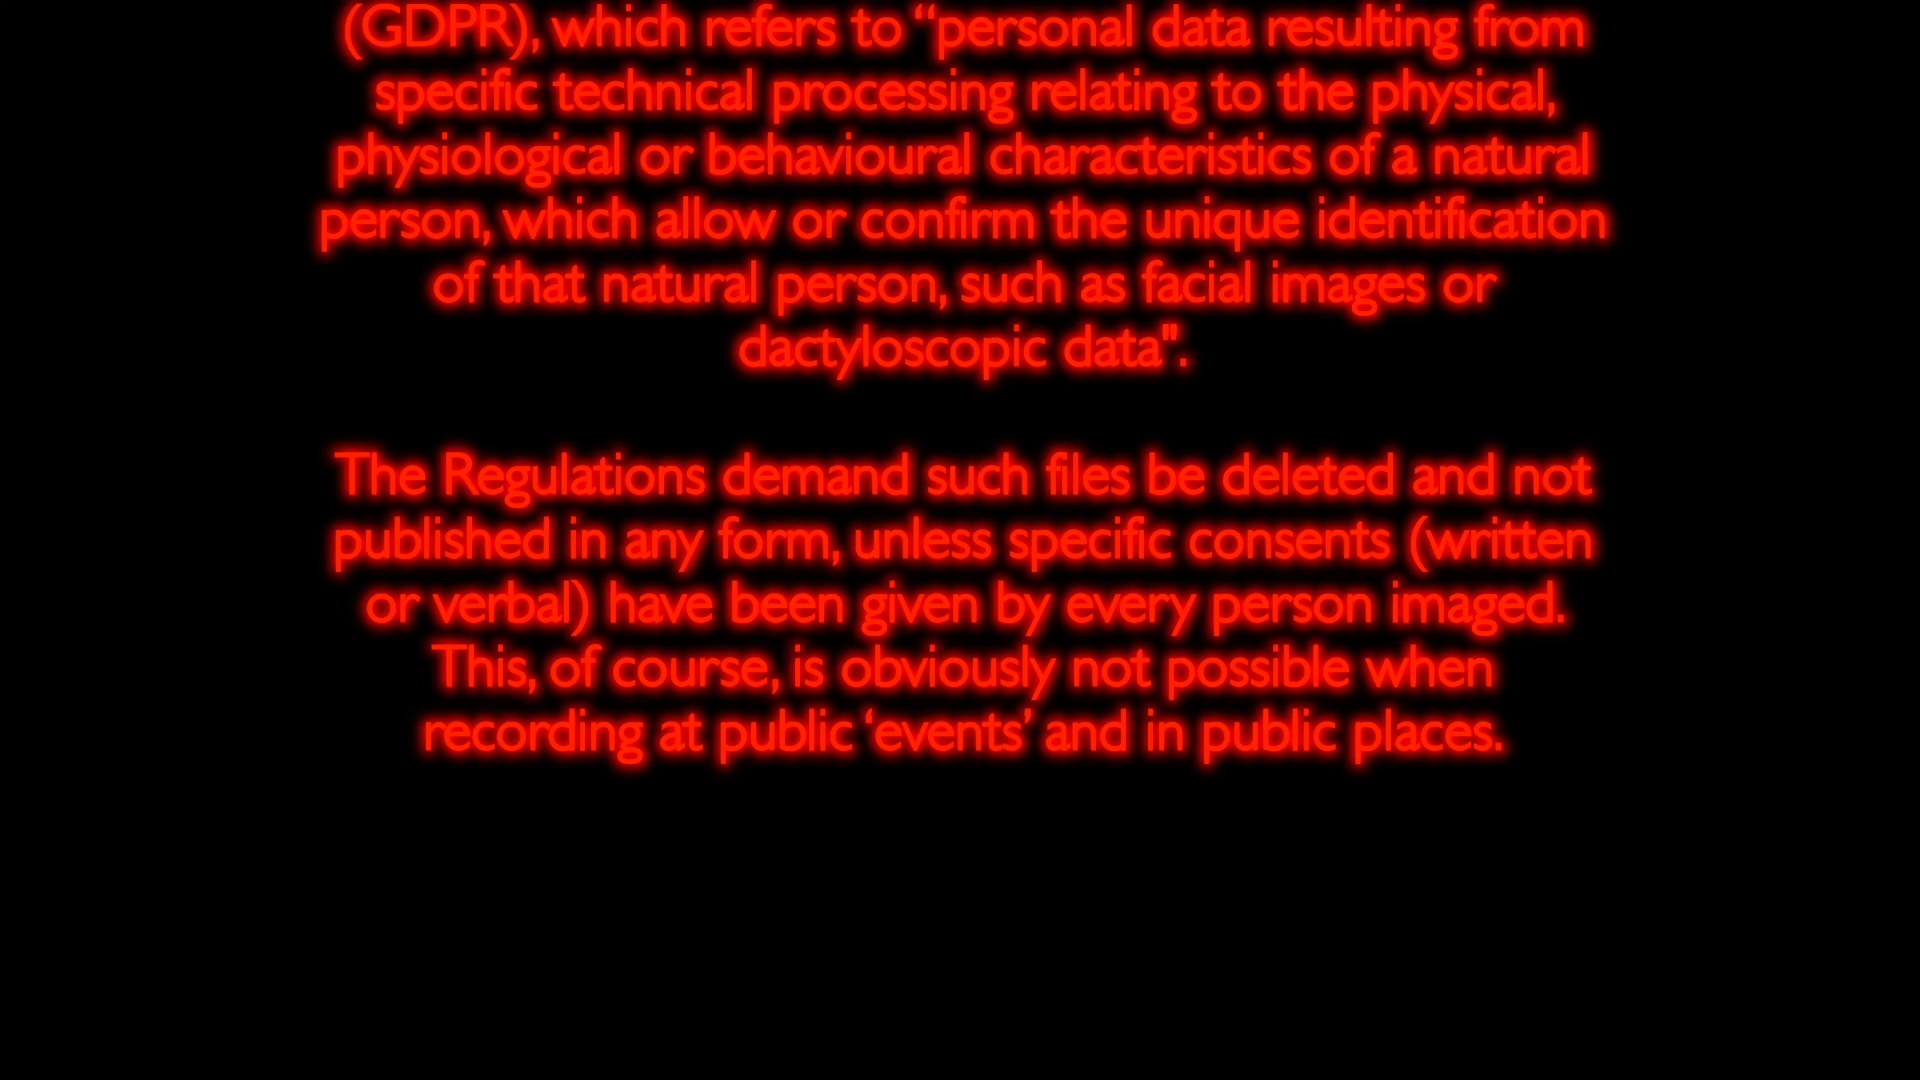 (GDPR), which refers to “personal data resulting from
specific technical processing relating to the physical,
physiological or behavioural characteristics of a natural
person, which allow or confirm the unique identification
of that natural person, such as facial images or
dactyloscopic data".
The Regulations demand such files be deleted and not
published in any form, unless specific consents (written
or verbal) have been given by every person imaged.
This, of course, is obviously not possible when
recording at public ‘events’ and in public places.